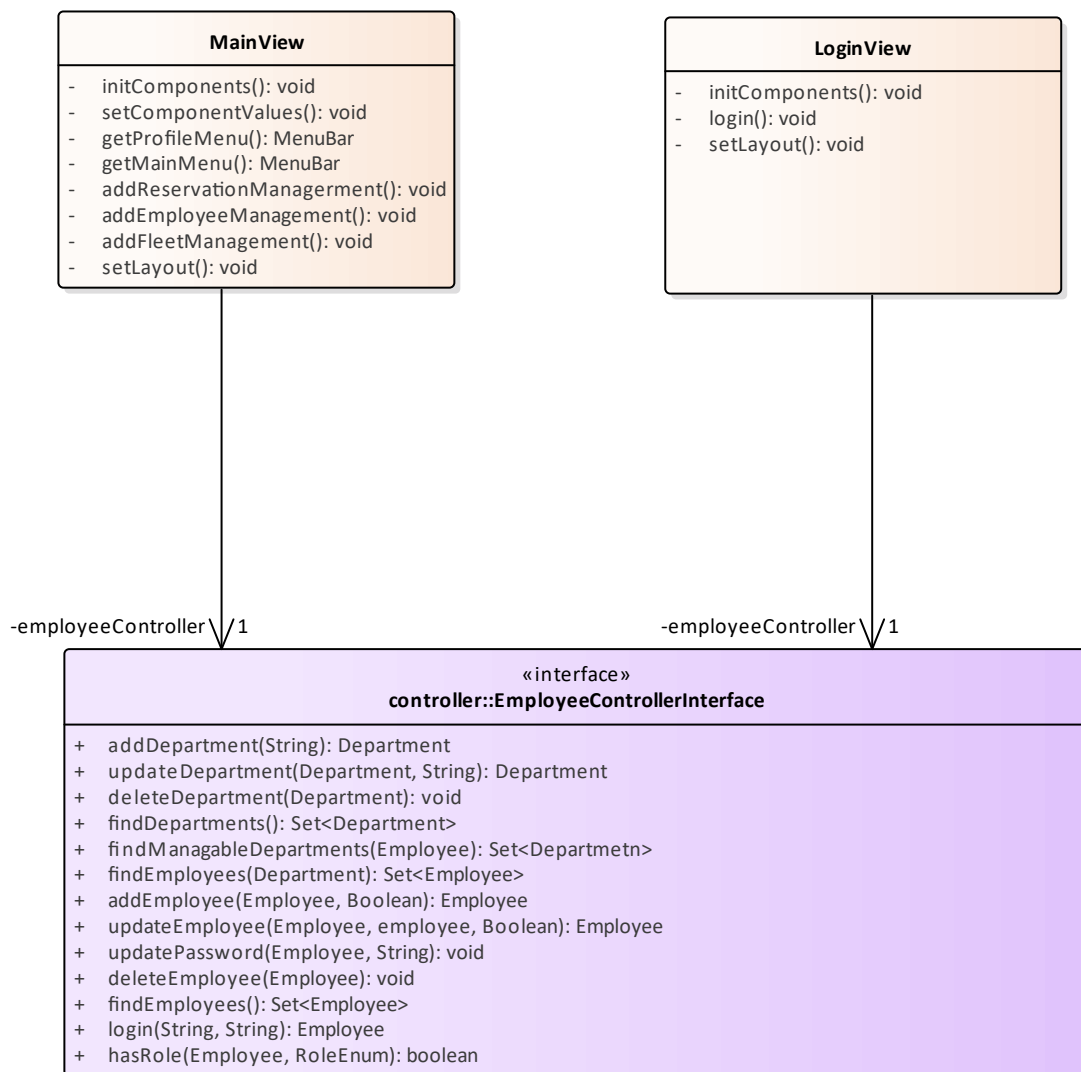 MainView
- initComponents(): void
- setComponentValues(): void
- getProfileMenu(): MenuBar
- getMainMenu(): MenuBar
- addReservationManagerment(): void
- addEmployeeManagement(): void
- addFleetManagement(): void
- setLayout(): void
LoginView
- initComponents(): void
- login(): void
- setLayout(): void
-employeeController 1
-employeeController 1
«interface»
controller::EmployeeControllerInterface
+ addDepartment(String): Department
+ updateDepartment(Department, String): Department
+ deleteDepartment(Department): void
+ findDepartments(): Set<Department>
+ findManagableDepartments(Employee): Set<Departmetn>
+ findEmployees(Department): Set<Employee>
+ addEmployee(Employee, Boolean): Employee
+ updateEmployee(Employee, employee, Boolean): Employee
+ updatePassword(Employee, String): void
+ deleteEmployee(Employee): void
+ findEmployees(): Set<Employee>
+ login(String, String): Employee
+ hasRole(Employee, RoleEnum): boolean